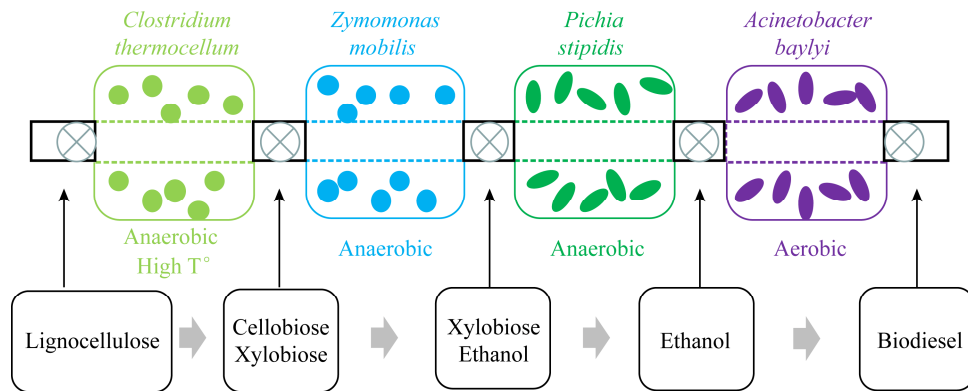 Clostridium
thermocellum
Zymomonas
mobilis
Pichia
stipidis
Acinetobacter
baylyi
Anaerobic
High T°
Anaerobic
Anaerobic
Aerobic
Lignocellulose
Cellobiose
Xylobiose
Xylobiose
Ethanol
Ethanol
Biodiesel